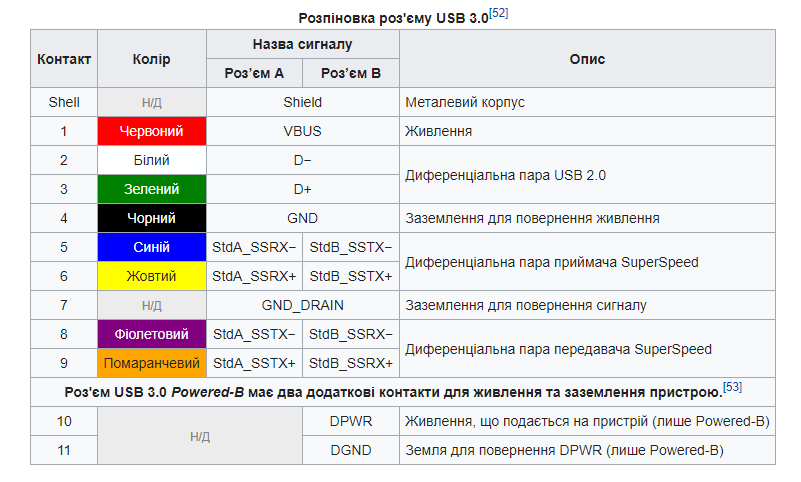 Розпіновка роз'єму USB 3.0[52]
Контакт Колір Назва сигналу Опис
Роз’єм A Роз’єм B
Shell Н/Д Shield Металевий корпус
1 Червоний VBUS Живлення
2 Білий D− Диференціальна пара USB 2.0
3 Зелений D+
4 Чорний GND Заземлення для повернення живлення
5 Синій StdA_SSRX− StdB_SSTX− Диференціальна пара приймача SuperSpeed
6 Жовтий StdA_SSRX+ StdB_SSTX+
7 Н/Д GND_DRAIN Заземлення для повернення сигналу
8 Фіолетовий StdA_SSTX− StdB_SSRX− Диференціальна пара передавача SuperSpeed
9 Помаранчевий StdA_SSTX+ StdB_SSRX+
Роз'єм USB 3.0 Powered-B має два додаткові контакти для живлення та заземлення пристрою.[53]
10 Н/Д DPWR Живлення, що подається на пристрій (лише Powered-B)
11 DGND Земля для повернення DPWR (лише Powered-B)